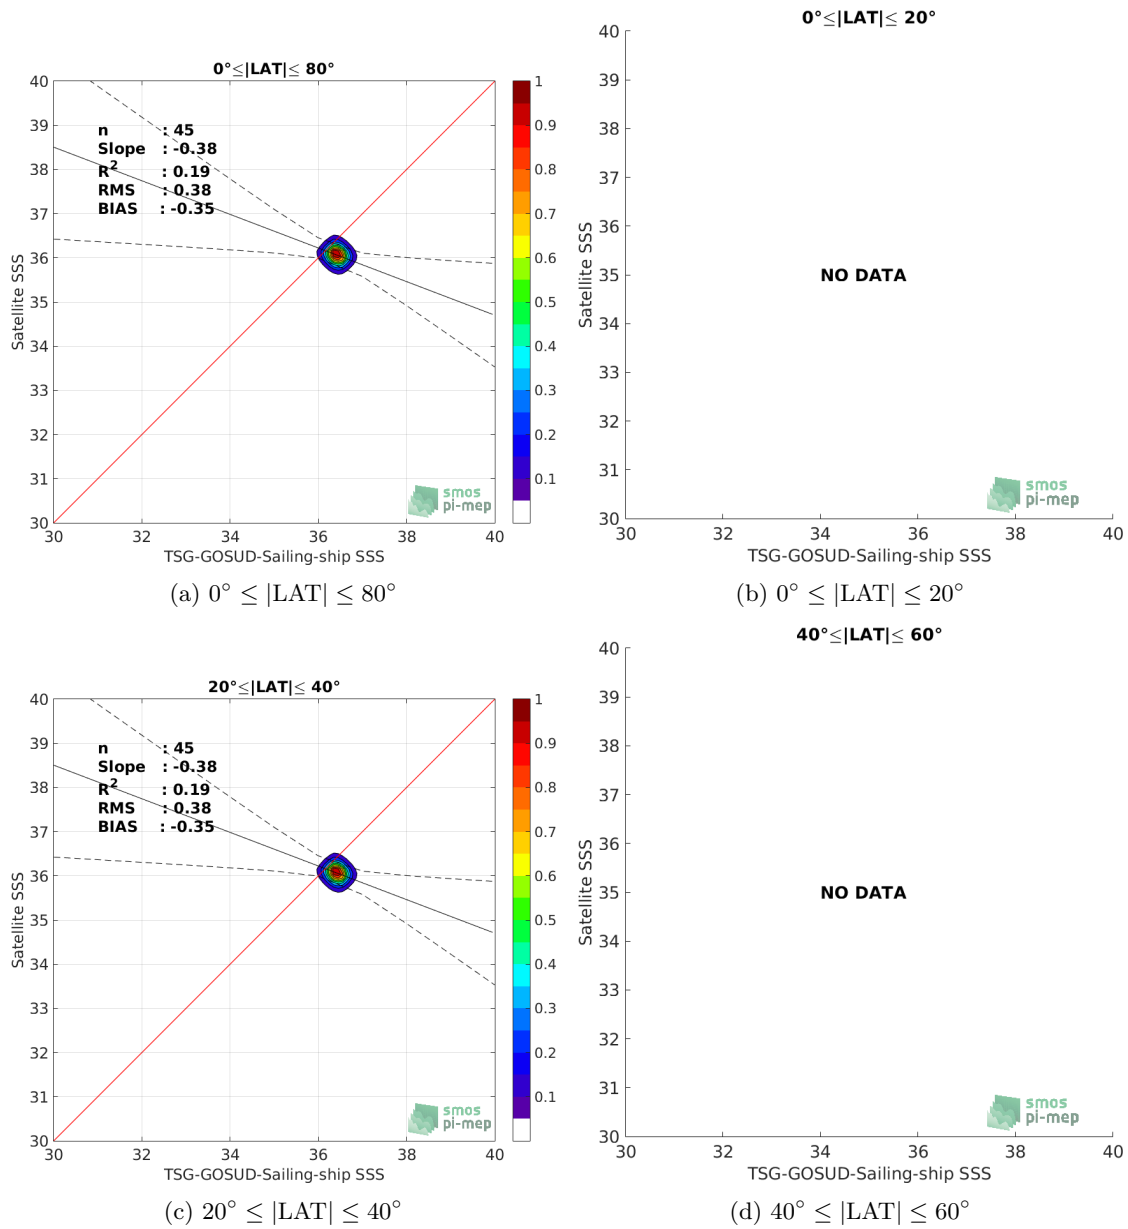 0°≤|LAT|≤ 80°
40
39
38
37
36
35
34
33
32
31
30
Satellite SSS
n : 45
Slope : -0.38
R2 : 0.19
RMS : 0.38
BIAS : -0.35
1
0.9
0.8
0.7
0.6
0.5
0.4
0.3
0.2
0.1
smos
pi-mep
30 32 34 36 38 40
TSG-GOSUD-Sailing-ship SSS
(a) 0° ≤ |LAT| ≤ 80°
0°≤|LAT|≤ 20°
40
39
38
37
36
35
34
33
32
31
30
Satellite SSS
NO DATA
smos
pi-mep
30 32 34 36 38 40
TSG-GOSUD-Sailing-ship SSS
(b) 0° ≤ |LAT| ≤ 20°
20°≤|LAT|≤ 40°
40
39
38
37
36
35
34
33
32
31
30
Satellite SSS
n : 45
Slope : -0.38
R2 : 0.19
RMS : 0.38
BIAS : -0.35
1
0.9
0.8
0.7
0.6
0.5
0.4
0.3
0.2
0.1
smos
pi-mep
30 32 34 36 38 40
TSG-GOSUD-Sailing-ship SSS
(c) 20° ≤ |LAT| ≤ 40°
40°≤|LAT|≤ 60°
40
39
38
37
36
35
34
33
32
31
30
Satellite SSS
NO DATA
smos
pi-mep
30 32 34 36 38 40
TSG-GOSUD-Sailing-ship SSS
(d) 40° ≤ |LAT| ≤ 60°